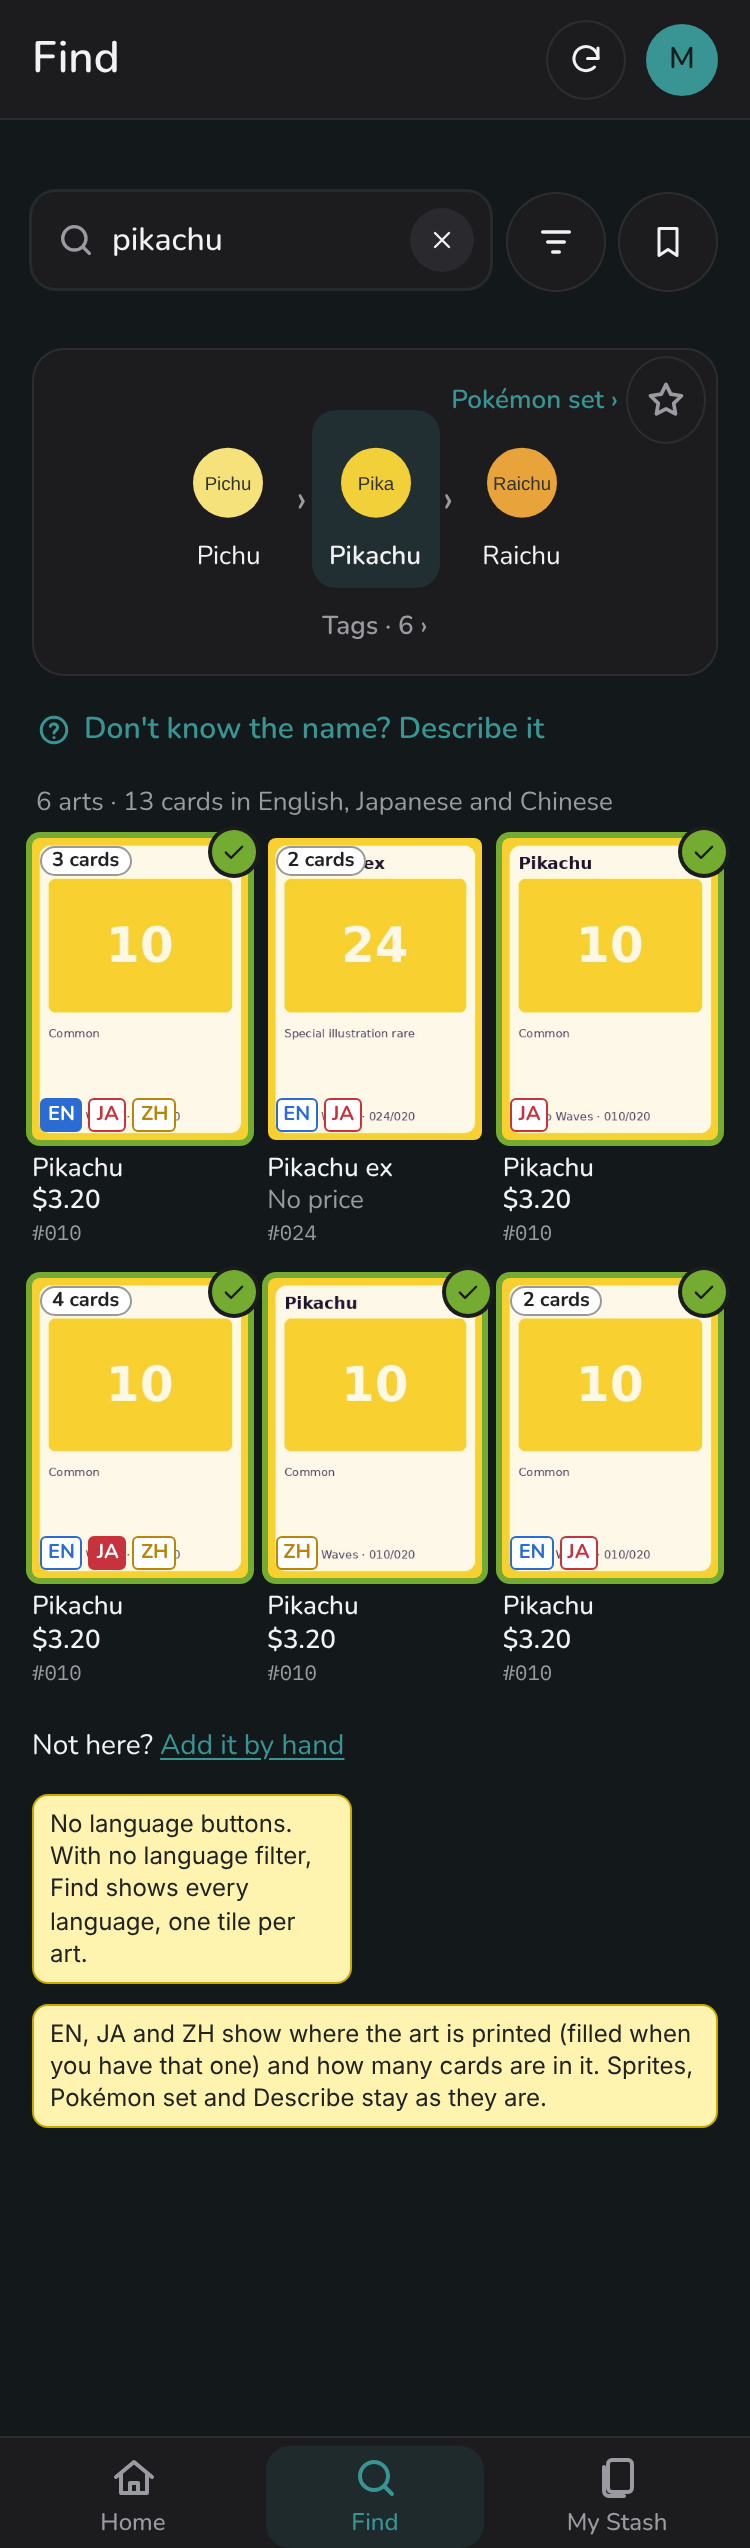 Find
M
pikachu
Pokémon set ›
Pichu
›
Pika
›
Raichu
Pichu
Pikachu
Raichu
Tags · 6 ›
Don't know the name? Describe it
6 arts · 13 cards in English, Japanese and Chinese
3 cards
2 cards
ex
Pikachu
10
24
10
Common
Special illustration rare
Common
EN
JA
ZH
EN
JA
· 024/020
JA
Waves · 010/020
Pikachu
Pikachu ex
Pikachu
$3.20
No price
$3.20
#010
#024
#010
4 cards
Pikachu
2 cards
10
10
10
Common
Common
Common
EN
JA
ZH
ZH
Waves · 010/020
EN
JA
· 010/020
Pikachu
Pikachu
Pikachu
$3.20
$3.20
$3.20
#010
#010
#010
Not here? Add it by hand
No language buttons.
With no language filter,
Find shows every
language, one tile per
art.
EN, JA and ZH show where the art is printed (filled when
you have that one) and how many cards are in it. Sprites,
Pokémon set and Describe stay as they are.
Home
Find
My Stash